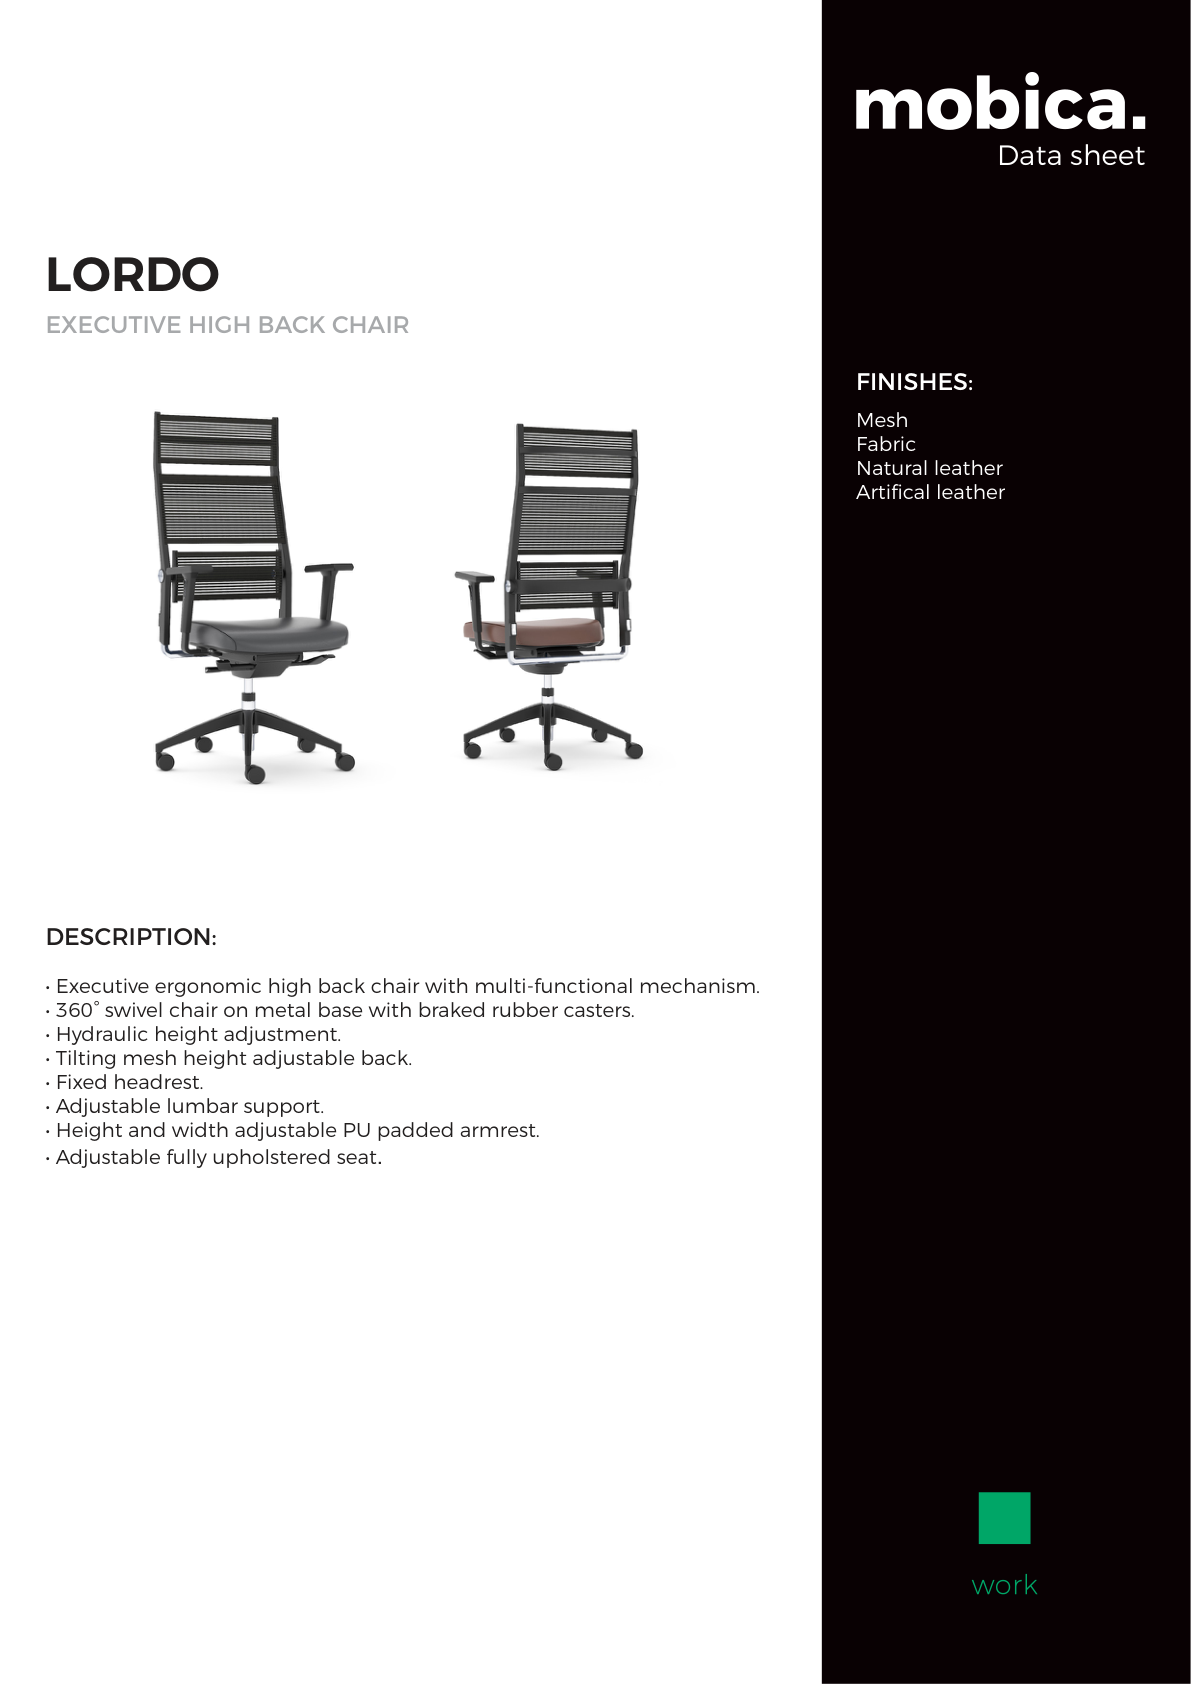 mobica.
Data sheet
LORDO
EXECUTIVE HIGH BACK CHAIR
FINISHES:
Mesh
Fabric
Natural leather
Artifical leather
DESCRIPTION:
• Executive ergonomic high back chair with multi-functional mechanism.
• 360° swivel chair on metal base with braked rubber casters.
• Hydraulic height adjustment.
• Tilting mesh height adjustable back.
• Fixed headrest.
• Adjustable lumbar support.
• Height and width adjustable PU padded armrest.
• Adjustable fully upholstered seat.
work